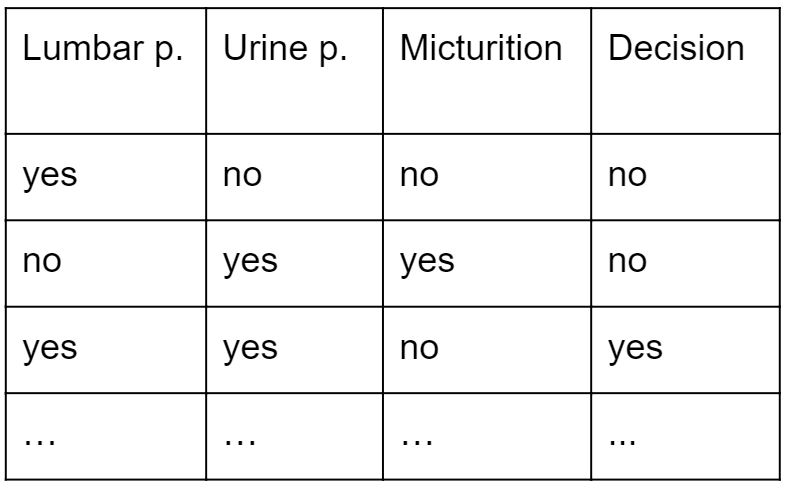 Lumbar p. Urine p. Micturition Decision
yes no no no
no yes yes no
yes yes no yes
… … … ...